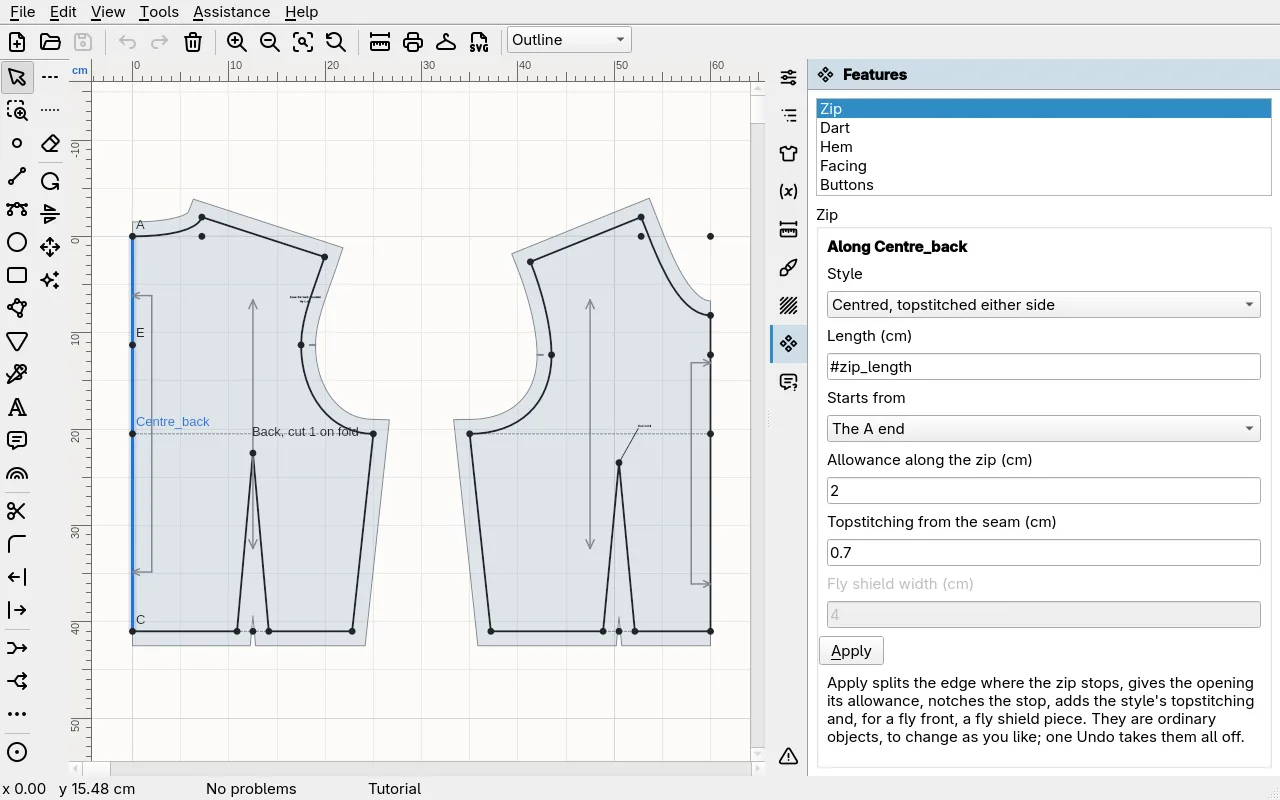 File Edit View Tools Assistance Help
SVG
Outline
cm
0 10 20 30 40 50 60
-10
0
10
20
30
40
50
A
E
Centre_back
Back, cut 1 on fold
C
(x)
Features
Zip
Dart
Hem
Facing
Buttons
Zip
Along Centre_back
Style
Centred, topstitched either side
Length (cm)
#zip_length
Starts from
The A end
Allowance along the zip (cm)
2
Topstitching from the seam (cm)
0.7
Fly shield width (cm)
4
Apply
Apply splits the edge where the zip stops, gives the opening
its allowance, notches the stop, adds the style's topstitching
and, for a fly front, a fly shield piece. They are ordinary
objects, to change as you like; one Undo takes them all off.
x 0.00 y 15.48 cm No problems Tutorial